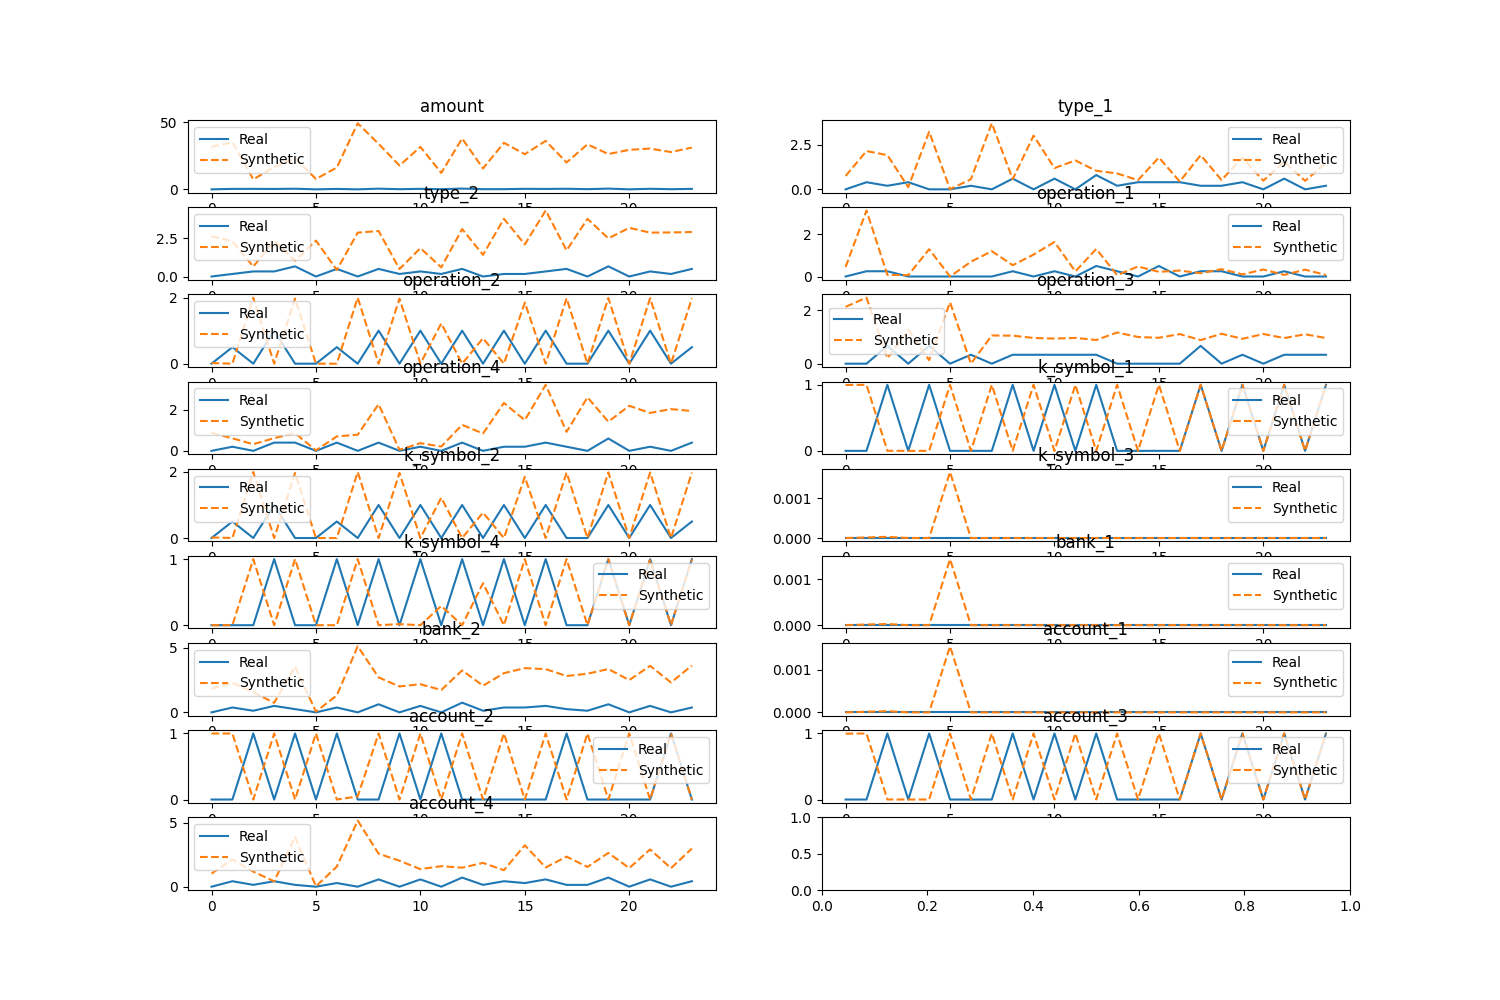 amount
50
0
Real
Synthetic
type_1
2.5
0.0
Real
Synthetic
type_2
2.5
0.0
Real
Synthetic
operation_1
2
0
Real
Synthetic
operation_2
2
0
Real
Synthetic
operation_3
2
0
Real
Synthetic
operation_4
2
0
Real
Synthetic
k_symbol_1
1
0
Real
Synthetic
k_symbol_2
2
0
Real
Synthetic
k_symbol_3
0.001
0.000
Real
Synthetic
k_symbol_4
1
0
Real
Synthetic
bank_1
0.001
0.000
Real
Synthetic
bank_2
5
0
Real
Synthetic
account_1
0.001
0.000
Real
Synthetic
account_2
1
0
Real
Synthetic
account_3
1
0
Real
Synthetic
account_4
5
0
Real
Synthetic
0 5 10 15 20
1.0
0.5
0.0
0.0 0.2 0.4 0.6 0.8 1.0